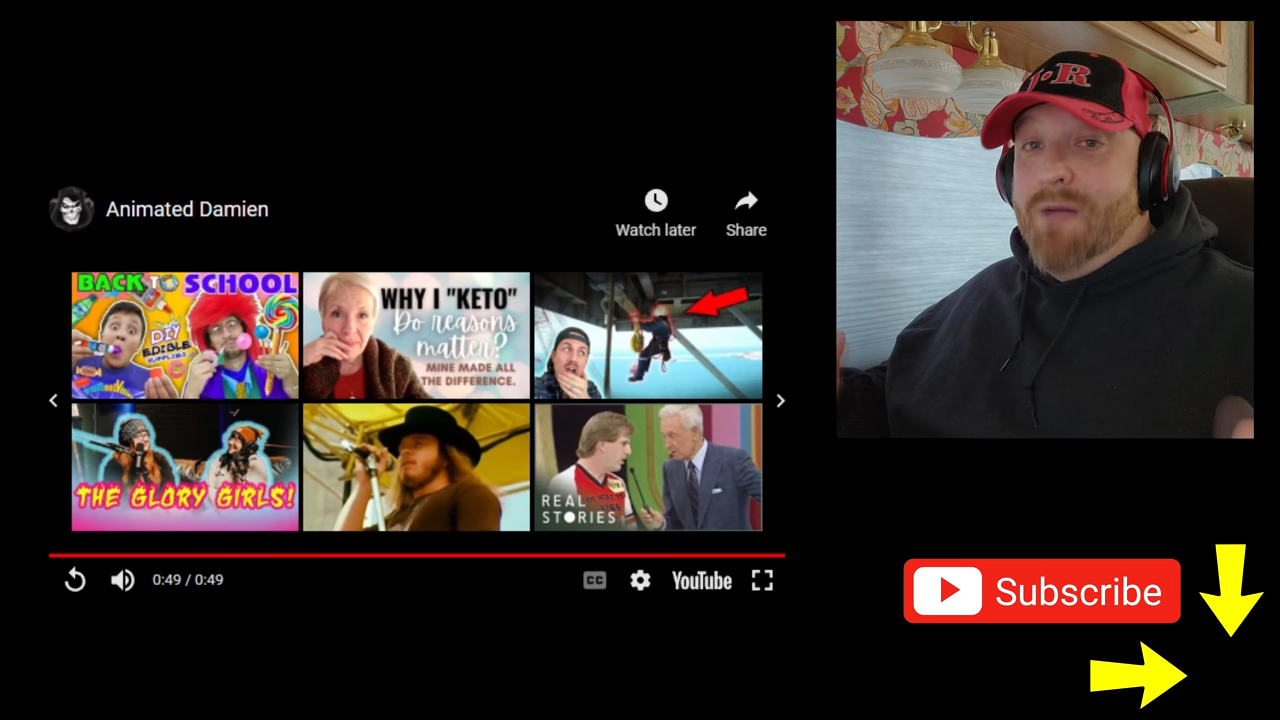 Animated Damien
Watch later
Share
BACK TO SCHOOL
DIY
EDIBLE
SUPPLIES
WHY I "KETO"
Do reasons
matter?
MINE MADE ALL
THE DIFFERENCE.
THE GLORY GIRLS!
REAL
STORIES
0:49 / 0:49
CC
YouTube
Subscribe